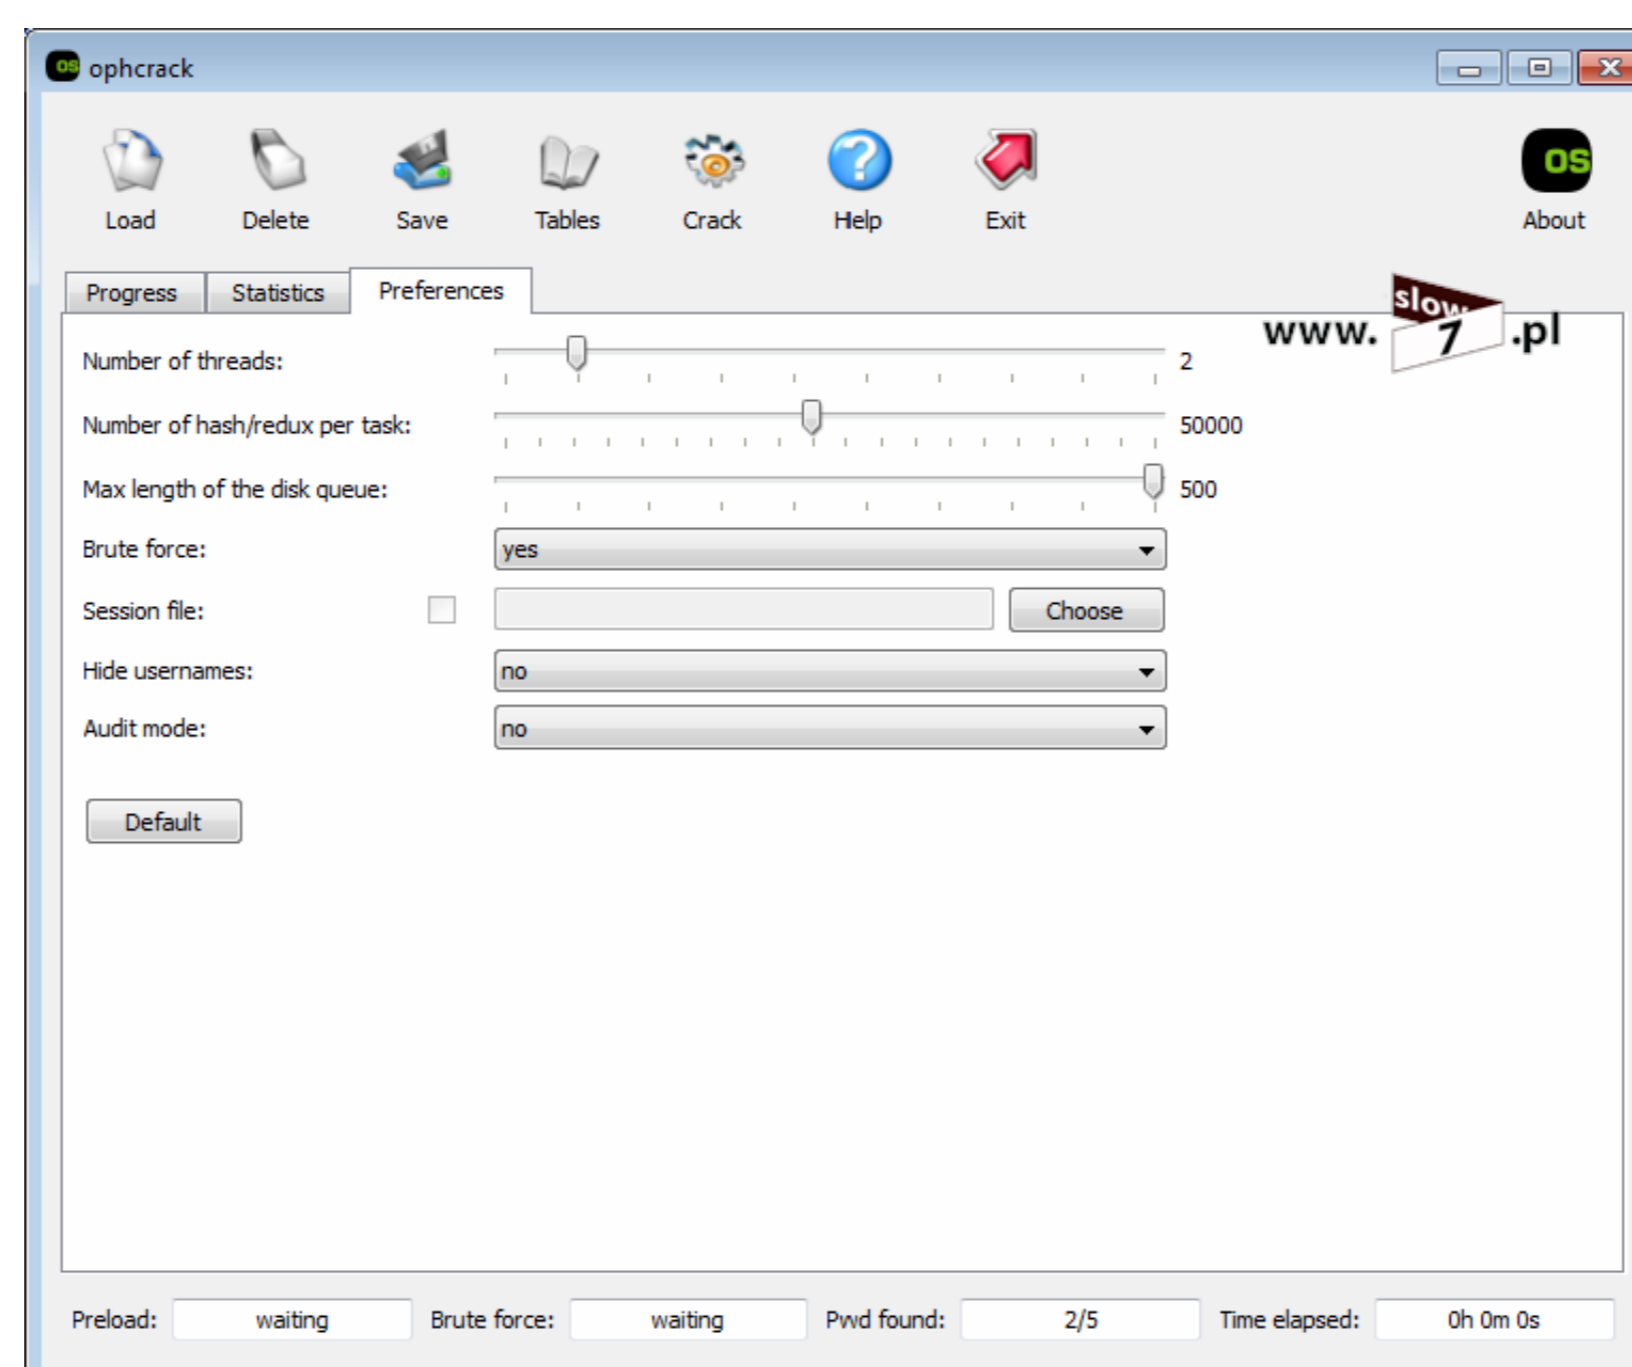 OS ophcrack
Load Delete Save Tables Crack Help Exit OS About
Progress Statistics Preferences
www. slow 7 .pl
Number of threads: 2
Number of hash/redux per task: 50000
Max length of the disk queue: 500
Brute force: yes
Session file: Choose
Hide usernames: no
Audit mode: no
Default
Preload: waiting Brute force: waiting Pwd found: 2/5 Time elapsed: 0h 0m 0s